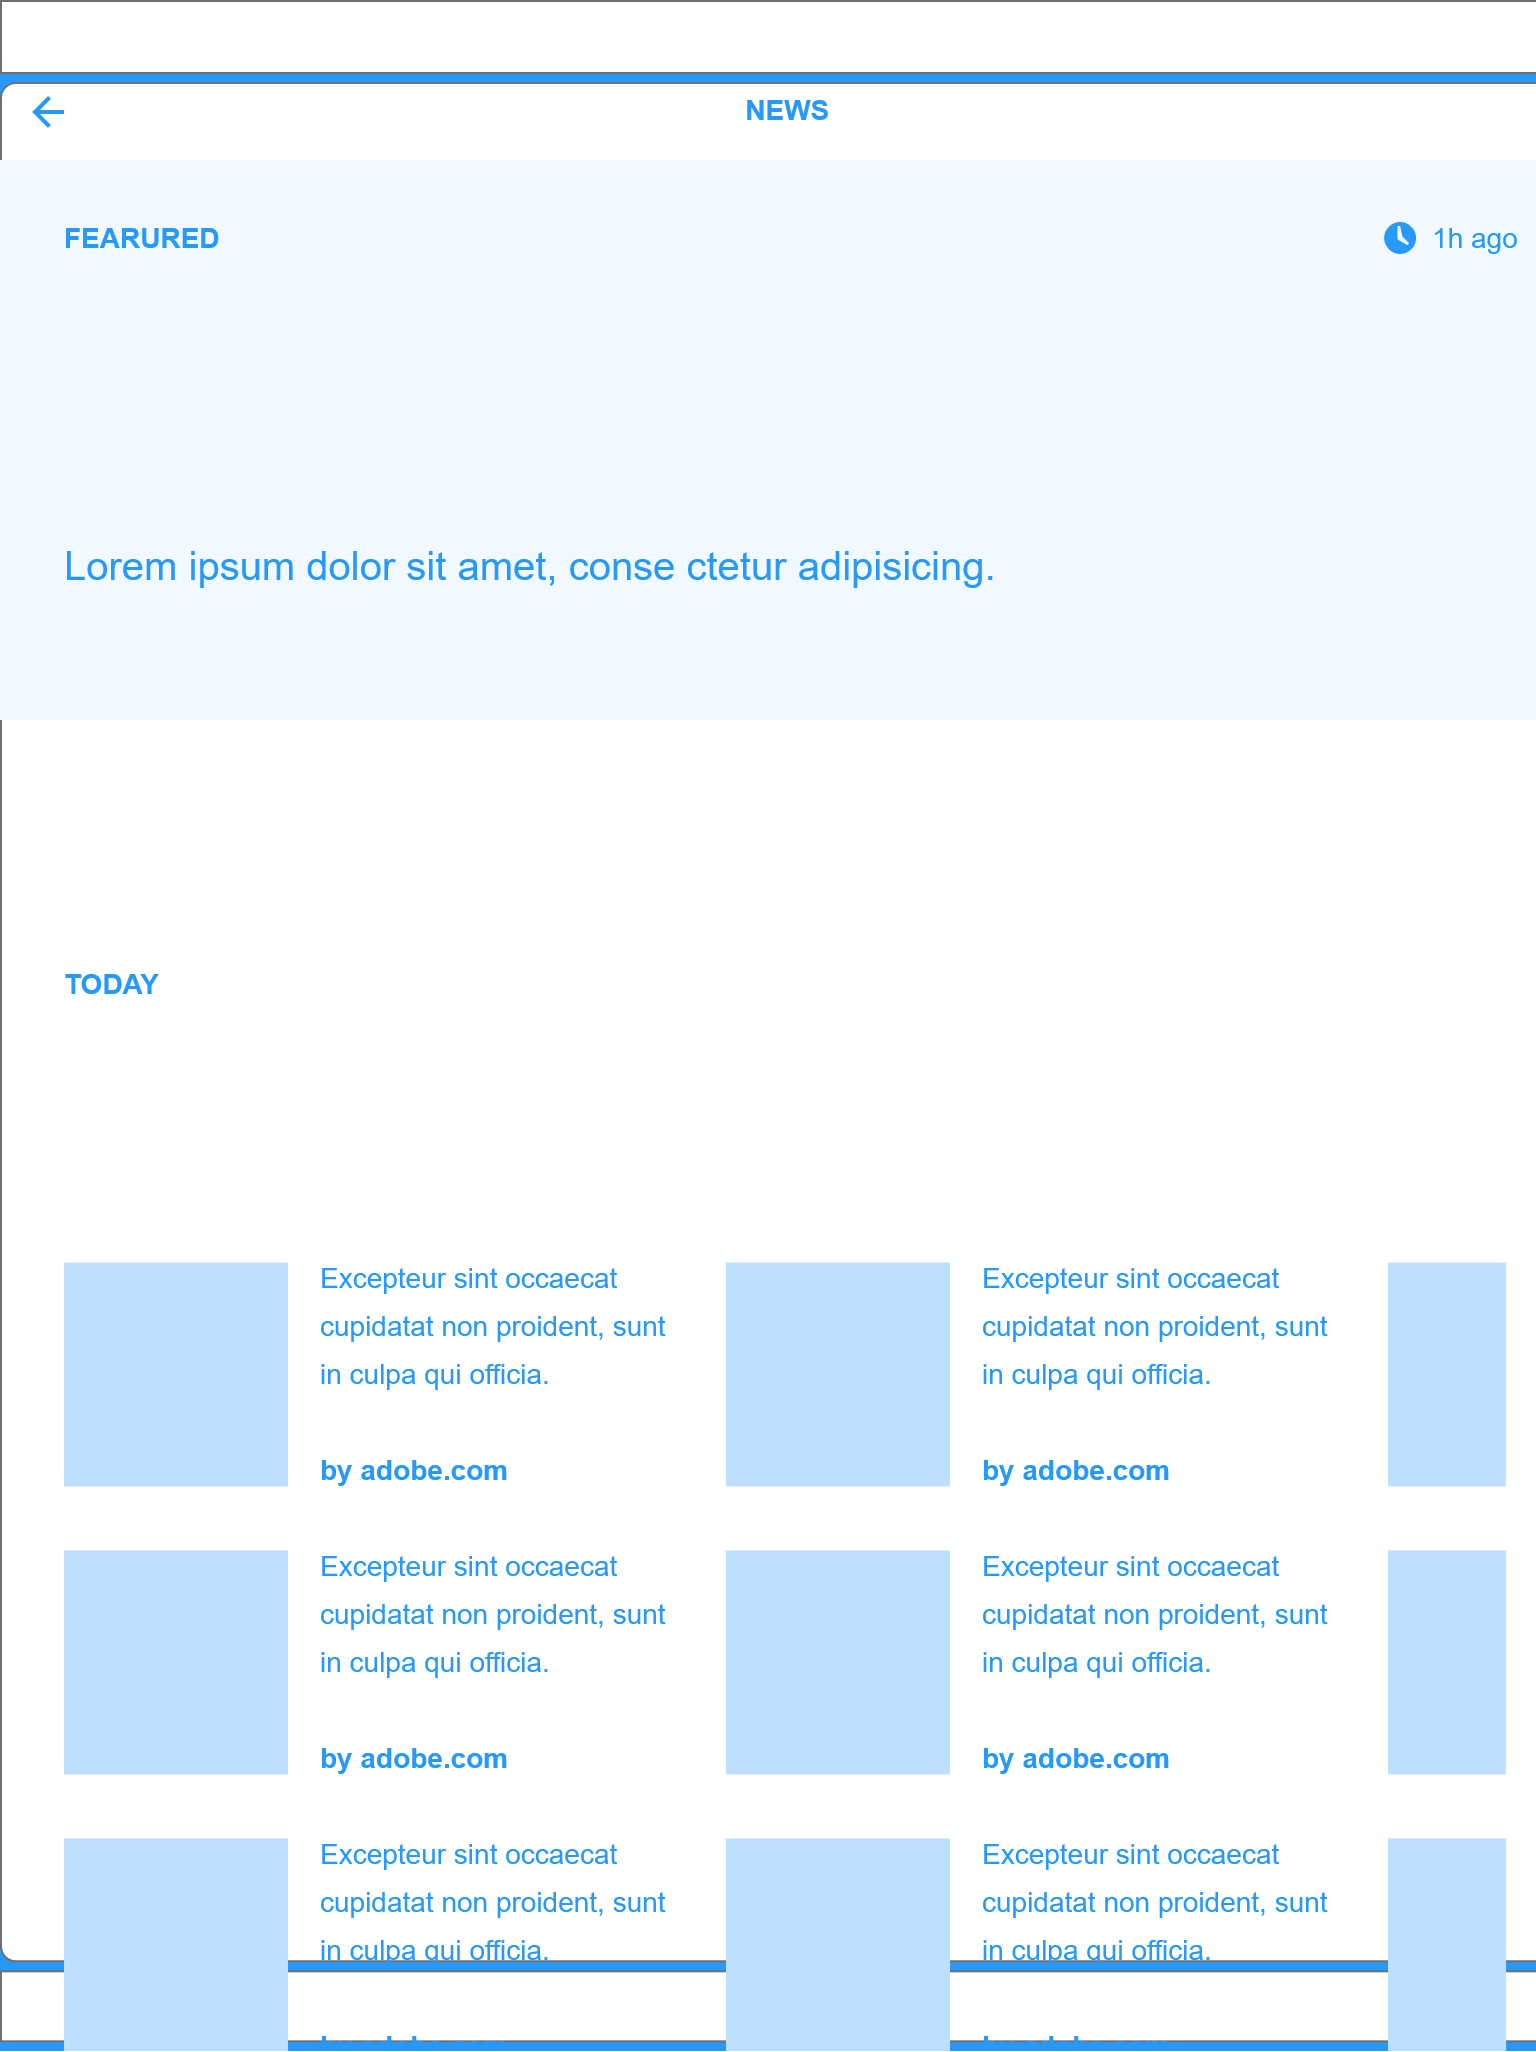 NEWS
FEARURED
1h ago
Lorem ipsum dolor sit amet, conse ctetur adipisicing.
TODAY
Excepteur sint occaecat
cupidatat non proident, sunt
in culpa qui officia.
by adobe.com
Excepteur sint occaecat
cupidatat non proident, sunt
in culpa qui officia.
by adobe.com
Excepteur sint occaecat
cupidatat non proident, sunt
in culpa qui officia.
by adobe.com
Excepteur sint occaecat
cupidatat non proident, sunt
in culpa qui officia.
by adobe.com
Excepteur sint occaecat
cupidatat non proident, sunt
in culpa qui officia.
Excepteur sint occaecat
cupidatat non proident, sunt
in culpa qui officia.